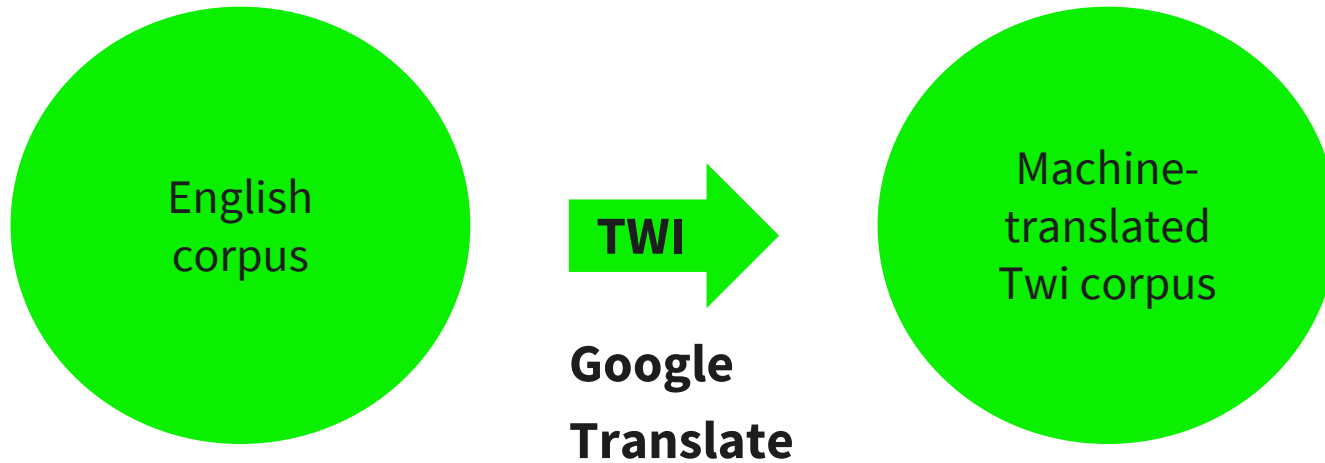 English
corpus
TWI
Google
Translate
Machine-
translated
Twi corpus